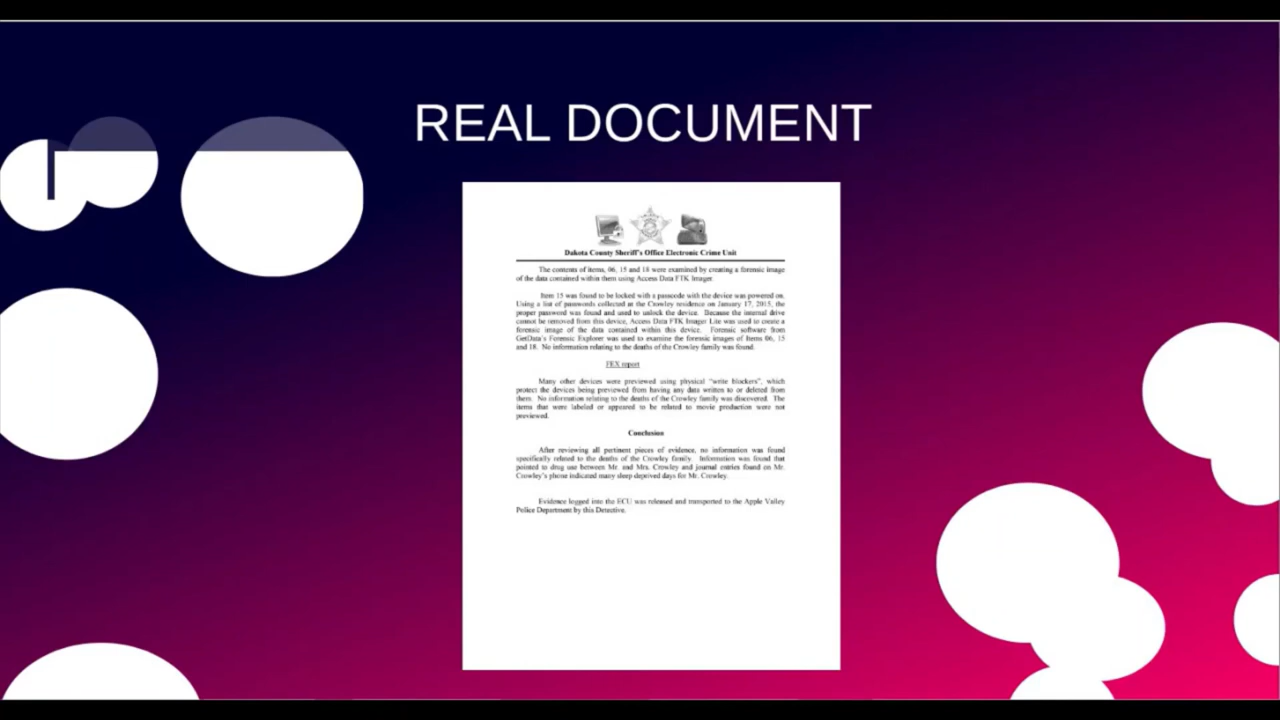 REAL DOCUMENT
Dakota County Sheriff's Office Electronic Crime Unit
The contents of items, 06, 15 and 18 were examined by creating a forensic image
of the data contained within them using Access Data FTK Imager.
Item 15 was found to be locked with a passcode with the device was powered on.
Using a list of passwords collected at the Crowley residence on January 17, 2015, the
proper password was found and used to unlock the device. Because the internal drive
cannot be removed from this device, Access Data FTK Imager Lite was used to create a
forensic image of the data contained within this device. Forensic software from
GetData's Forensic Explorer was used to examine the forensic images of Items 06, 15
and 18. No information relating to the deaths of the Crowley family was found.
FEX report
Many other devices were previewed using physical "write blockers", which
protect the devices being previewed from having any data written to or deleted from
them. No information relating to the deaths of the Crowley family was discovered. The
items that were labeled or appeared to be related to movie production were not
previewed.
Conclusion
After reviewing all pertinent pieces of evidence, no information was found
specifically related to the deaths of the Crowley family. Information was found that
pointed to drug use between Mr. and Mrs. Crowley and journal entries found on Mr.
Crowley's phone indicated many sleep deprived days for Mr. Crowley.
Evidence logged into the ECU was released and transported to the Apple Valley
Police Department by this Detective.